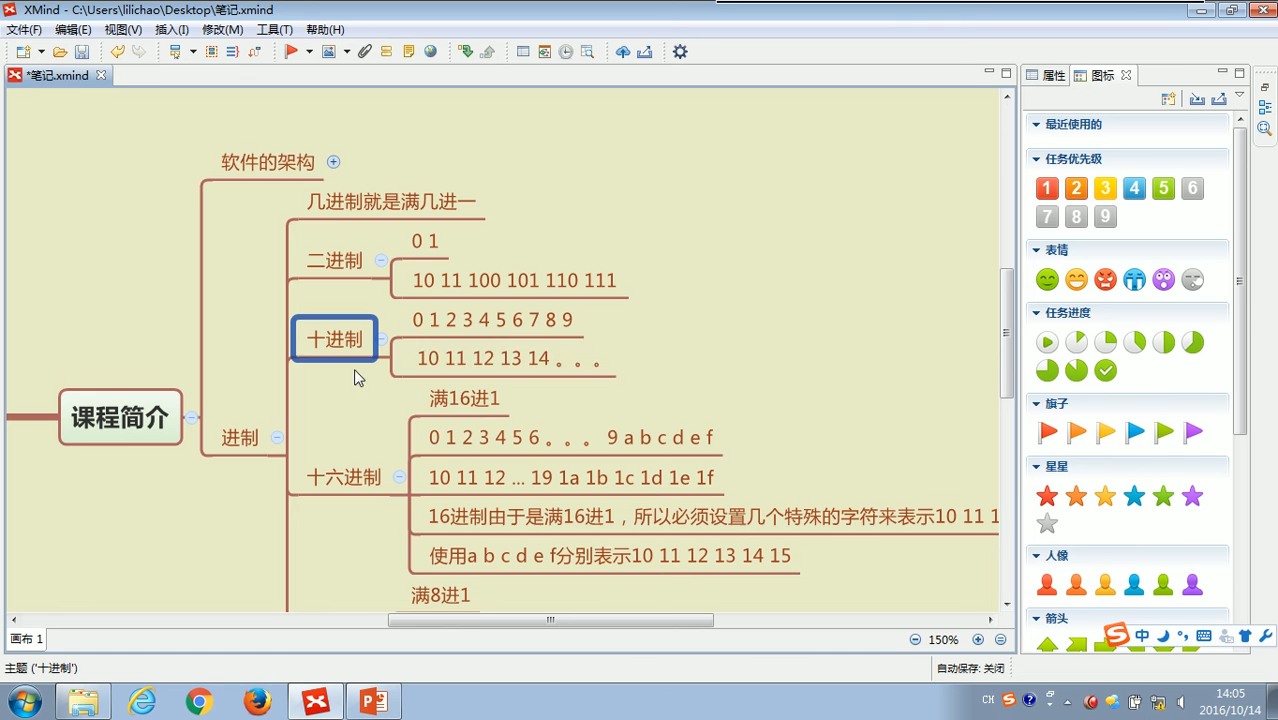 XMind - C:\Users\lilichao\Desktop\笔记.xmind
文件(F) 编辑(E) 视图(V) 插入(I) 修改(M) 工具(T) 帮助(H)
*笔记.xmind
属性 图标
最近使用的
任务优先级
1 2 3 4 5 6
7 8 9
表情
任务进度
旗子
星星
人像
箭头
软件的架构
几进制就是满几进一
二进制
0 1
10 11 100 101 110 111
十进制
0 1 2 3 4 5 6 7 8 9
10 11 12 13 14 。。。
课程简介
进制
十六进制
满16进1
0 1 2 3 4 5 6 。。。 9 a b c d e f
10 11 12 ... 19 1a 1b 1c 1d 1e 1f
16进制由于是满16进1，所以必须设置几个特殊的字符来表示10 11 1
使用a b c d e f分别表示10 11 12 13 14 15
满8进1
画布 1
150%
中
主题 ('十进制')
自动保存: 关闭
CH
14:05
2016/10/14